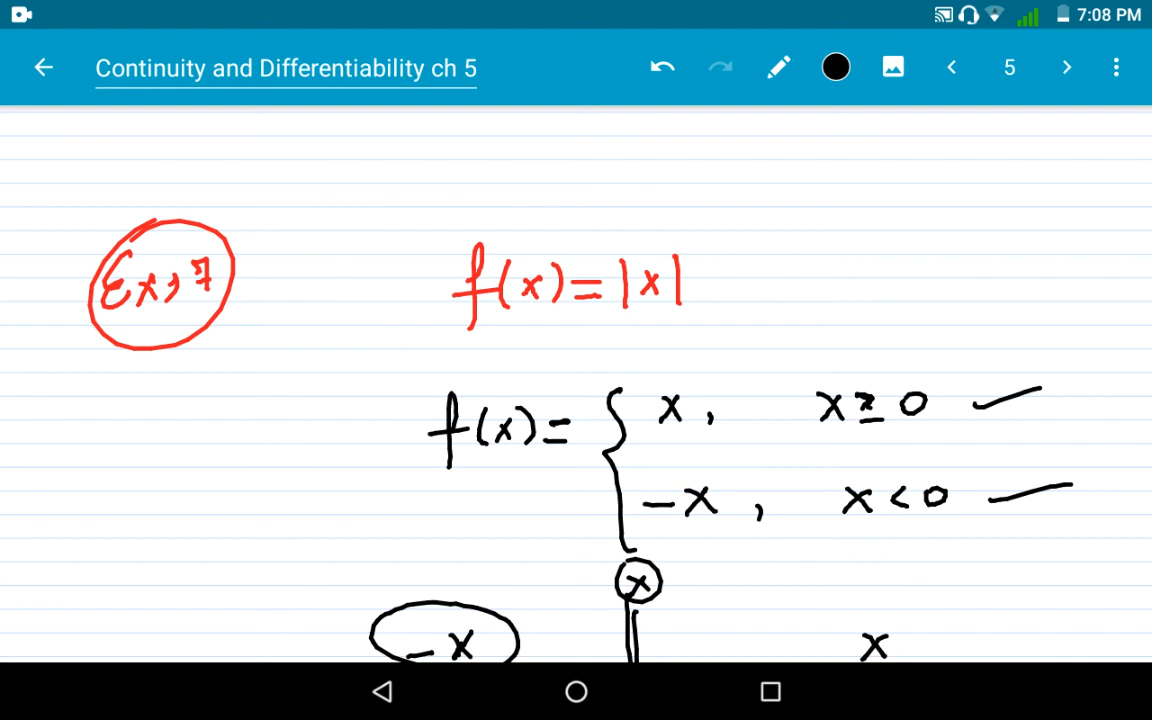 7:08 PM
Continuity and Differentiability ch 5
5
Ex, 7
f(x) = |x|
f(x) = { x, x ≥ 0
-x, x < 0
x
-x x